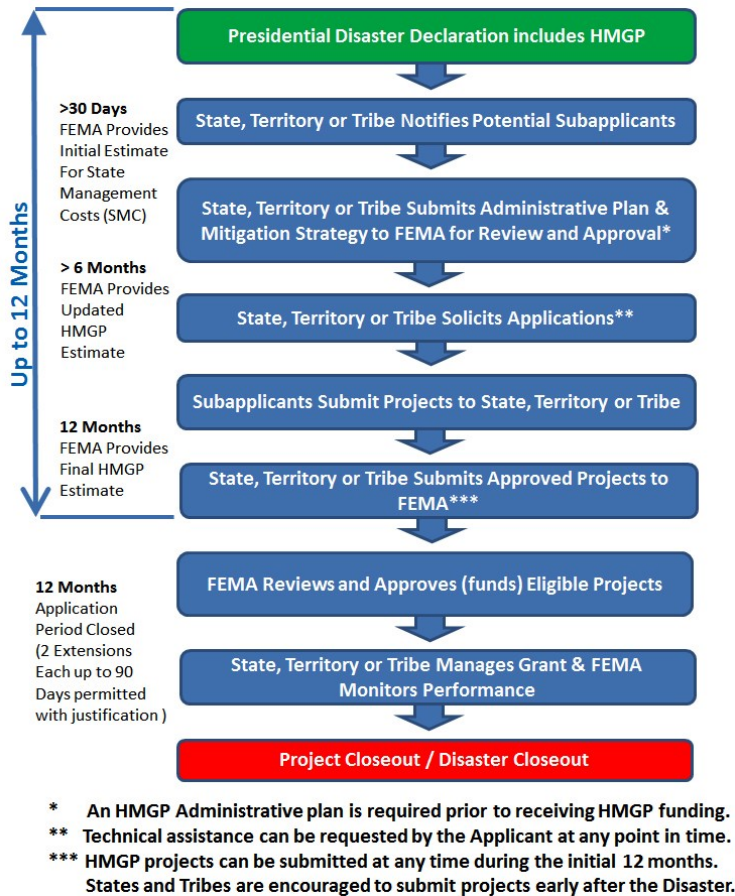 Presidential Disaster Declaration includes HMGP
>30 Days
FEMA Provides
Initial Estimate
For State
Management
Costs (SMC)
State, Territory or Tribe Notifies Potential Subapplicants
State, Territory or Tribe Submits Administrative Plan &
Mitigation Strategy to FEMA for Review and Approval*
Up to 12 Months
> 6 Months
FEMA Provides
Updated
HMGP
Estimate
State, Territory or Tribe Solicits Applications**
Subapplicants Submit Projects to State, Territory or Tribe
12 Months
FEMA Provides
Final HMGP
Estimate
State, Territory or Tribe Submits Approved Projects to
FEMA***
FEMA Reviews and Approves (funds) Eligible Projects
12 Months
Application
Period Closed
(2 Extensions
Each up to 90
Days permitted
with justification )
State, Territory or Tribe Manages Grant & FEMA
Monitors Performance
Project Closeout / Disaster Closeout
* An HMGP Administrative plan is required prior to receiving HMGP funding.
** Technical assistance can be requested by the Applicant at any point in time.
*** HMGP projects can be submitted at any time during the initial 12 months.
States and Tribes are encouraged to submit projects early after the Disaster.